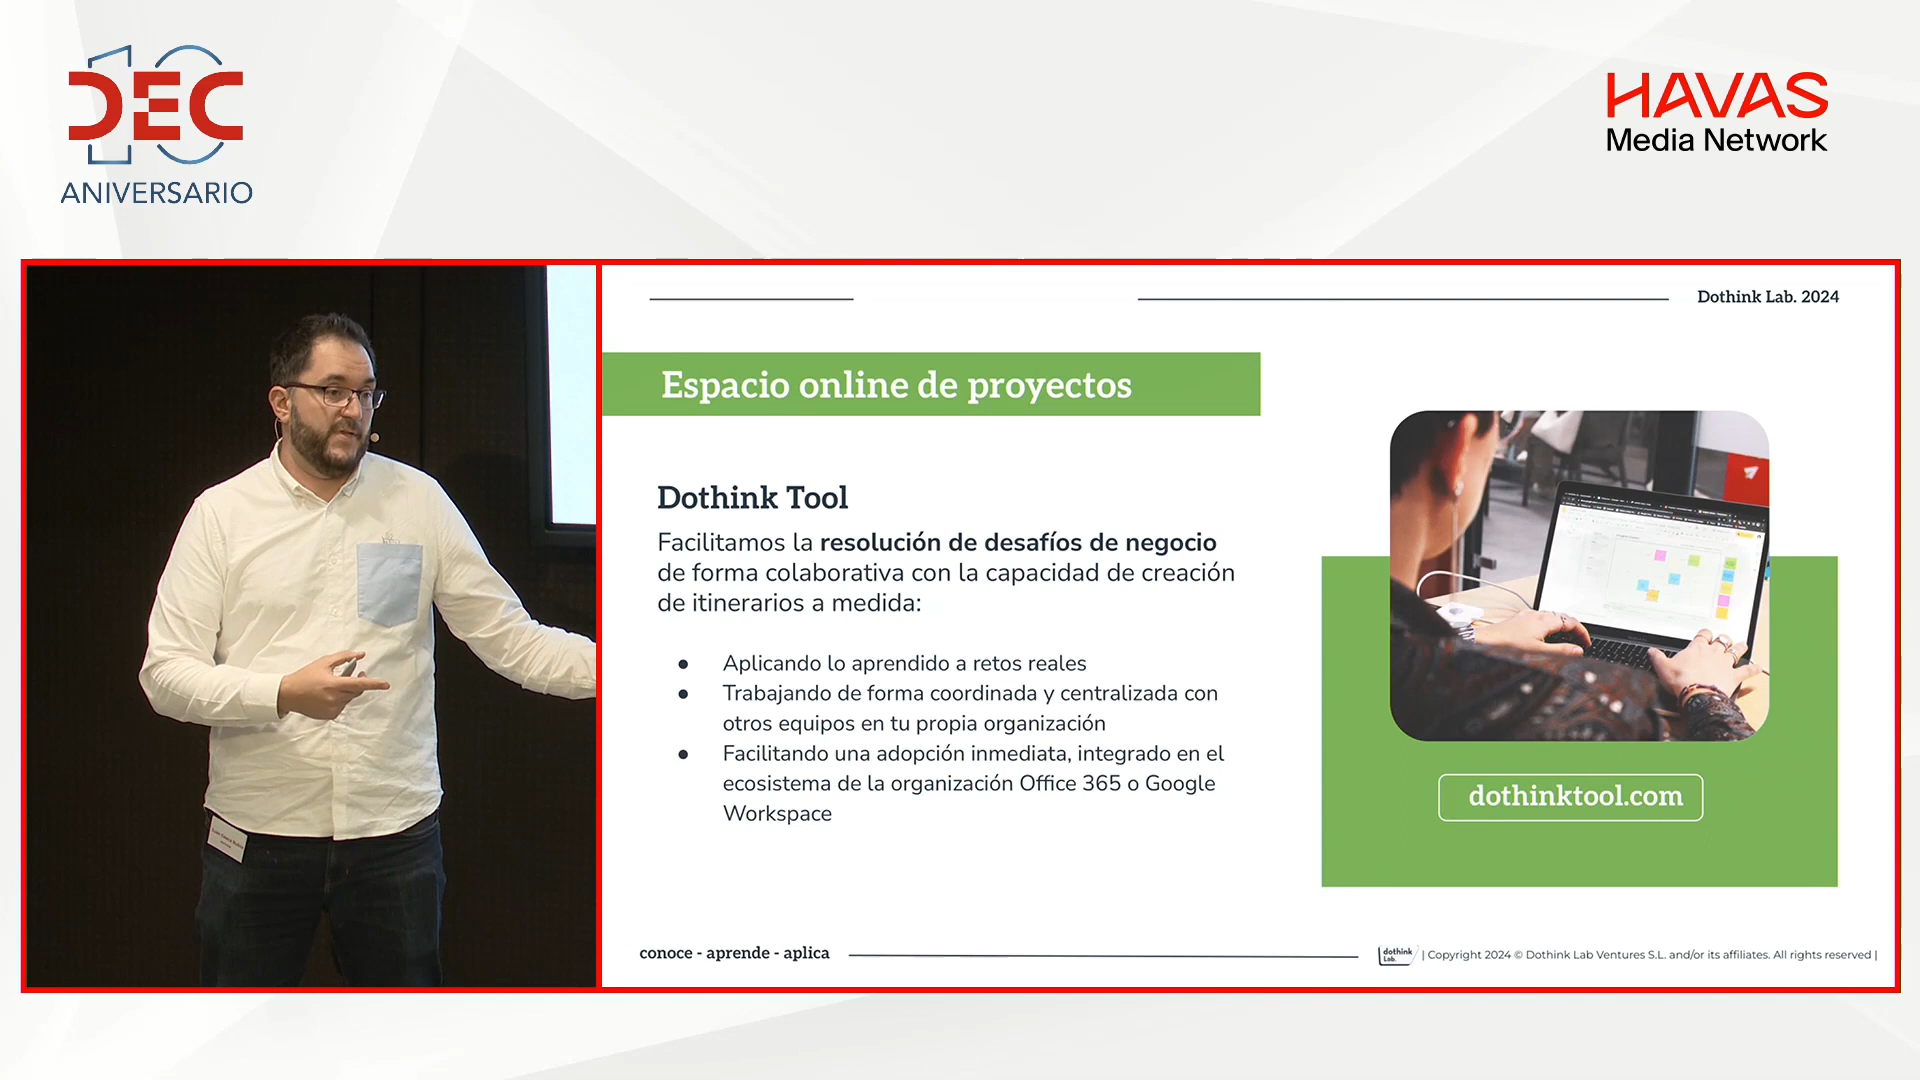 10
DEC
ANIVERSARIO
HAVAS
Media Network
Dothink Lab. 2024
Espacio online de proyectos
Dothink Tool
Facilitamos la resolución de desafíos de negocio
de forma colaborativa con la capacidad de creación
de itinerarios a medida:
● Aplicando lo aprendido a retos reales
● Trabajando de forma coordinada y centralizada con
otros equipos en tu propia organización
● Facilitando una adopción inmediata, integrado en el
ecosistema de la organización Office 365 o Google
Workspace
dothinktool.com
conoce - aprende - aplica
dothink
Lab.
| Copyright 2024 © Dothink Lab Ventures S.L. and/or its affiliates. All rights reserved |